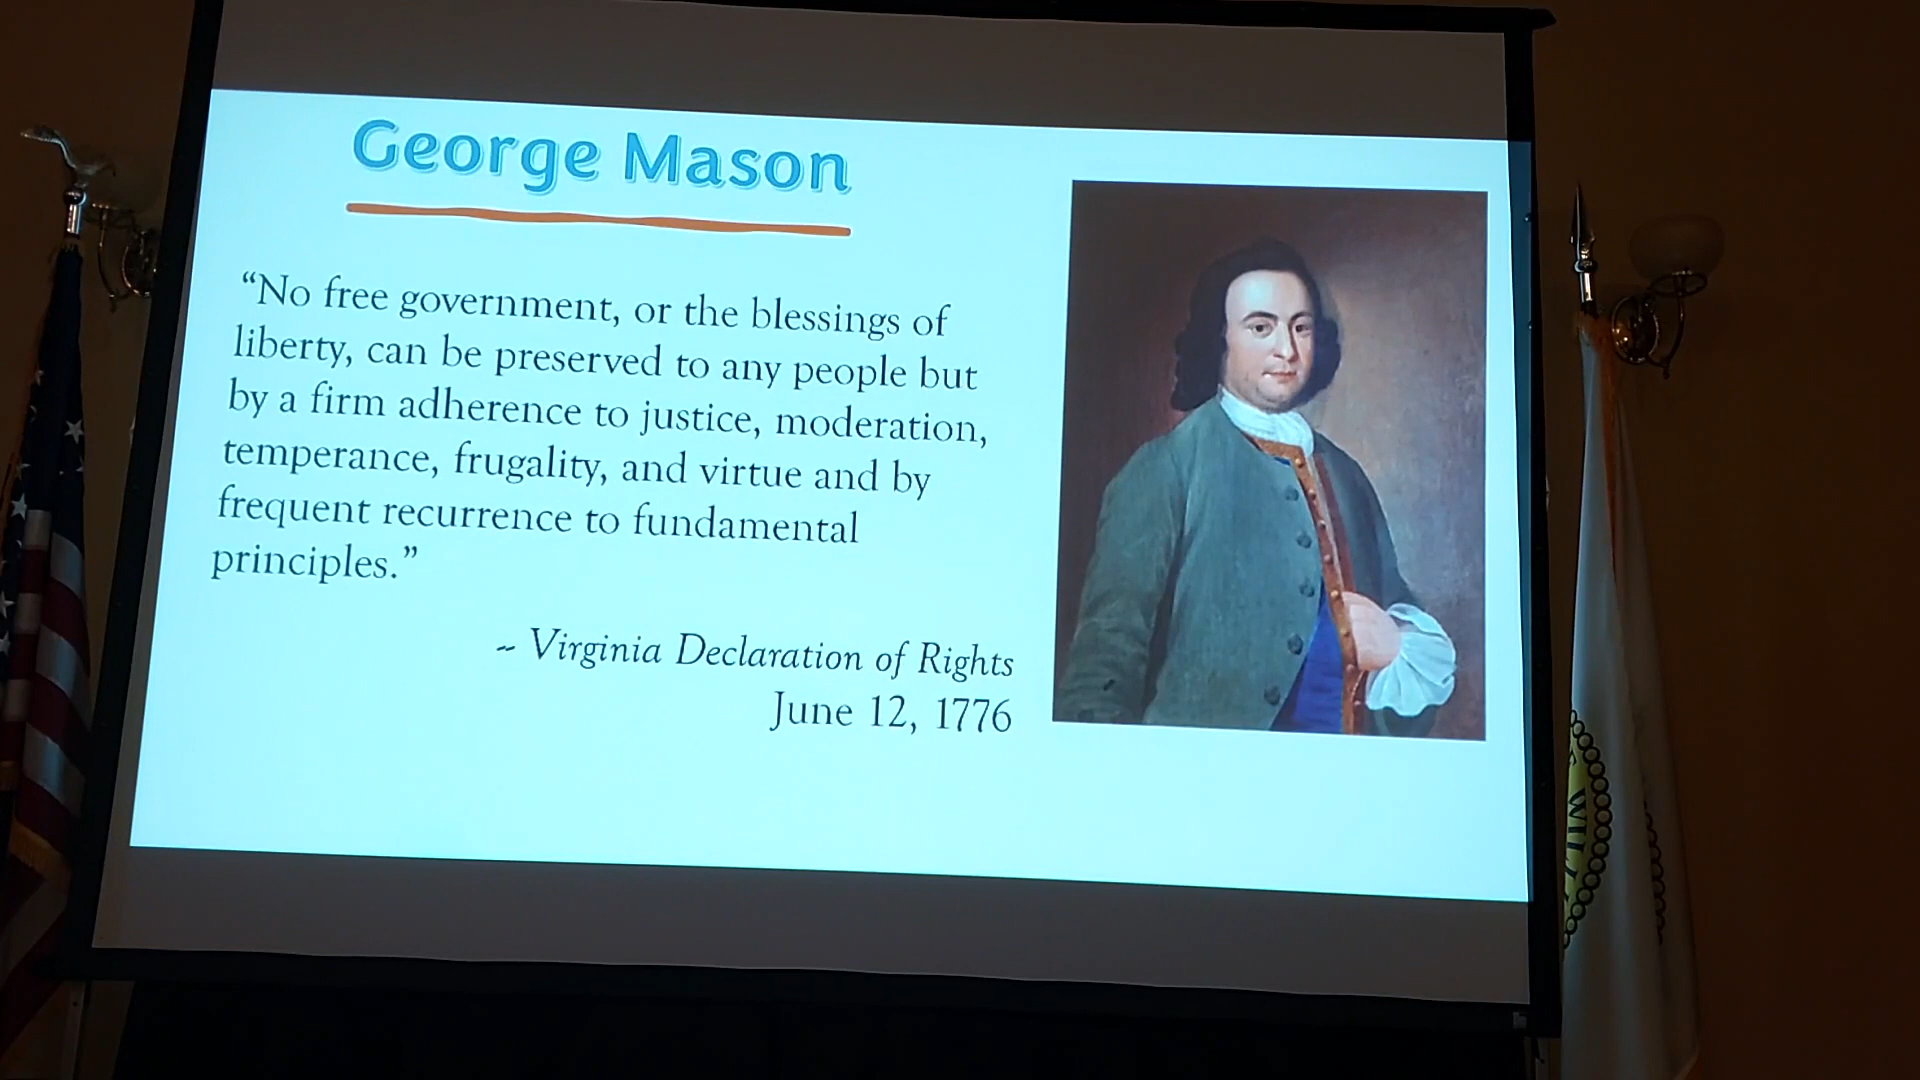 George Mason
“No free government, or the blessings of
liberty, can be preserved to any people but
by a firm adherence to justice, moderation,
temperance, frugality, and virtue and by
frequent recurrence to fundamental
principles.”
~ Virginia Declaration of Rights
June 12, 1776